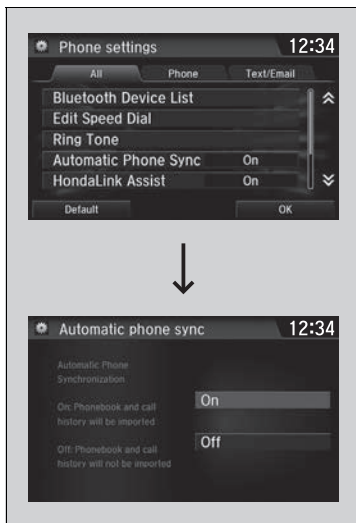 Phone settings 12:34
All Phone Text/Email
Bluetooth Device List
Edit Speed Dial
Ring Tone
Automatic Phone Sync On
HondaLink Assist On
Default OK
Automatic phone sync 12:34
Automatic Phone
Synchronization
On: Phonebook and call
history will be imported
Off: Phonebook and call
history will not be imported
On
Off